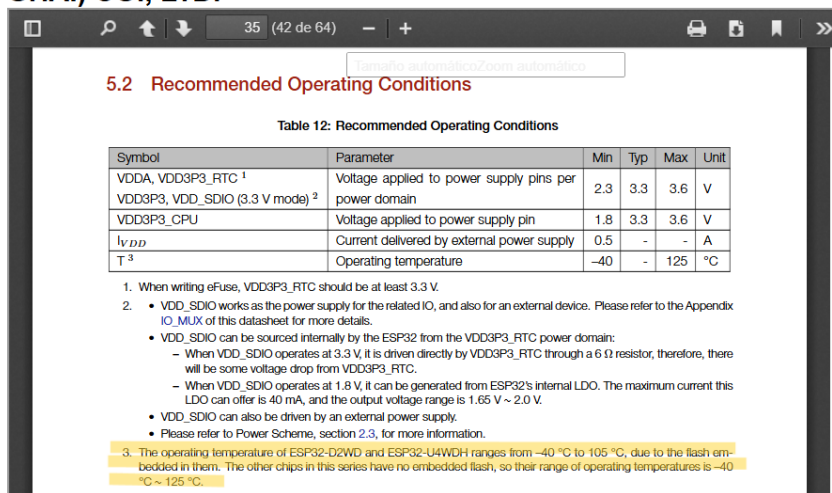 35 (42 de 64)
Tamaño automáticoZoom automático
5.2 Recommended Operating Conditions
Table 12: Recommended Operating Conditions
Symbol Parameter Min Typ Max Unit
VDDA, VDD3P3_RTC 1
VDD3P3, VDD_SDIO (3.3 V mode) 2
Voltage applied to power supply pins per
power domain
2.3 3.3 3.6 V
VDD3P3_CPU Voltage applied to power supply pin 1.8 3.3 3.6 V
IVDD Current delivered by external power supply 0.5 - - A
T 3 Operating temperature –40 - 125 °C
1. When writing eFuse, VDD3P3_RTC should be at least 3.3 V.
2. • VDD_SDIO works as the power supply for the related IO, and also for an external device. Please refer to the Appendix
IO_MUX of this datasheet for more details.
• VDD_SDIO can be sourced internally by the ESP32 from the VDD3P3_RTC power domain:
– When VDD_SDIO operates at 3.3 V, it is driven directly by VDD3P3_RTC through a 6 Ω resistor, therefore, there
will be some voltage drop from VDD3P3_RTC.
– When VDD_SDIO operates at 1.8 V, it can be generated from ESP32's internal LDO. The maximum current this
LDO can offer is 40 mA, and the output voltage range is 1.65 V ~ 2.0 V.
• VDD_SDIO can also be driven by an external power supply.
• Please refer to Power Scheme, section 2.3, for more information.
3. The operating temperature of ESP32-D2WD and ESP32-U4WDH ranges from –40 °C to 105 °C, due to the flash em-
bedded in them. The other chips in this series have no embedded flash, so their range of operating temperatures is –40
°C ~ 125 °C.